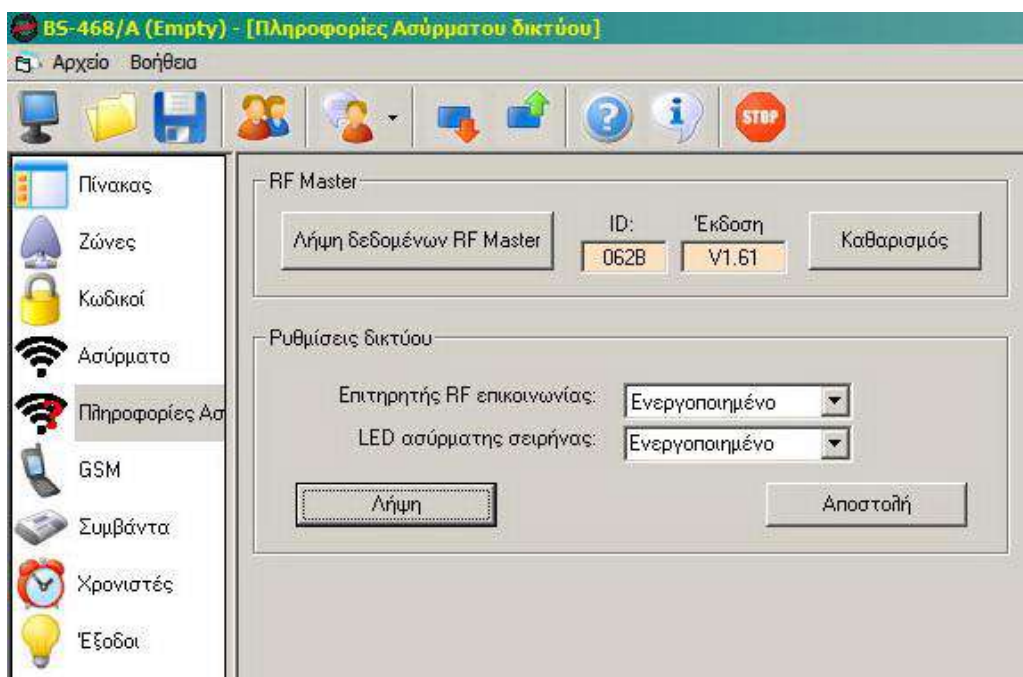 BS-468/A (Empty) - [Πληροφορίες Ασύρματου δικτύου]
Αρχείο Βοήθεια
STOP
Πίνακας
Ζώνες
Κωδικοί
Ασύρματο
Πληροφορίες Ασ
GSM
Συμβάντα
Χρονιστές
Έξοδοι
RF Master
Λήψη δεδομένων RF Master
ID:
062B
Έκδοση
V1.61
Καθαρισμός
Ρυθμίσεις δικτύου
Επιτηρητής RF επικοινωνίας: Ενεργοποιημένο
LED ασύρματης σειρήνας: Ενεργοποιημένο
Λήψη Αποστολή